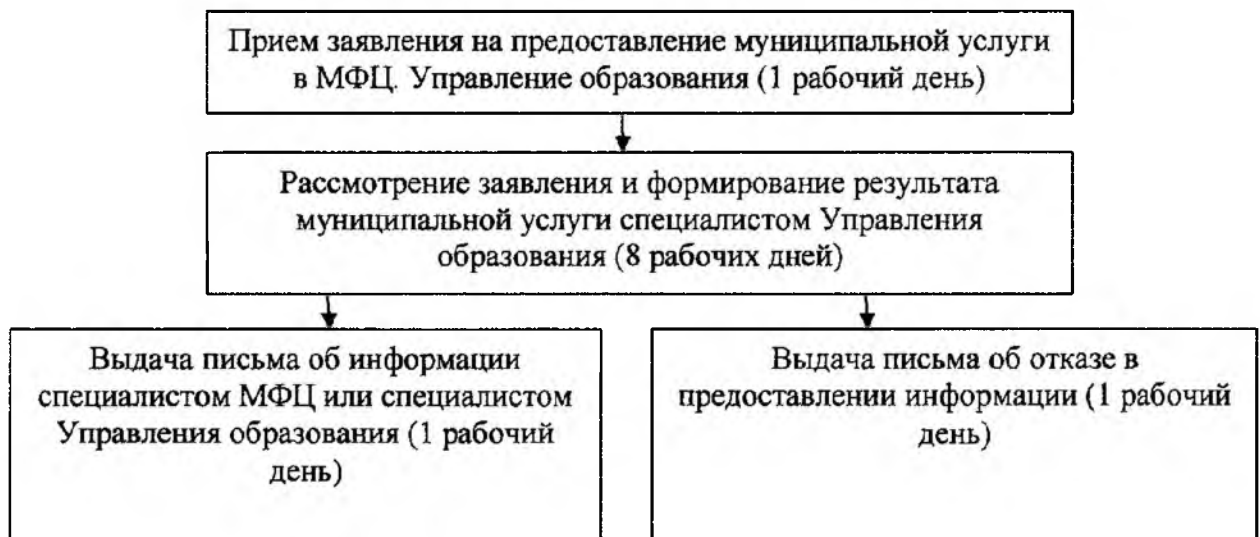 Прием заявления на предоставление муниципальной услуги
в МФЦ. Управление образования (1 рабочий день)
Рассмотрение заявления и формирование результата
муниципальной услуги специалистом Управления
образования (8 рабочих дней)
Выдача письма об информации
специалистом МФЦ или специалистом
Управления образования (1 рабочий
день)
Выдача письма об отказе в
предоставлении информации (1 рабочий
день)